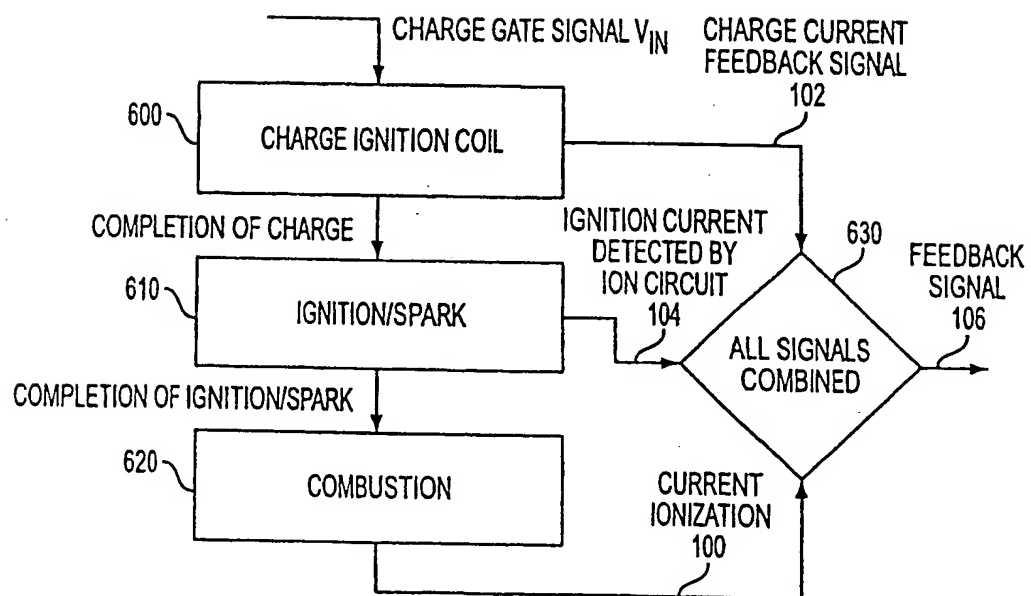 CHARGE GATE SIGNAL VIN
CHARGE CURRENT
FEEDBACK SIGNAL
102
600
CHARGE IGNITION COIL
COMPLETION OF CHARGE
IGNITION CURRENT
DETECTED BY
ION CIRCUIT
104
630
FEEDBACK
SIGNAL
106
610
IGNITION/SPARK
ALL SIGNALS
COMBINED
COMPLETION OF IGNITION/SPARK
620
COMBUSTION
CURRENT
IONIZATION
100